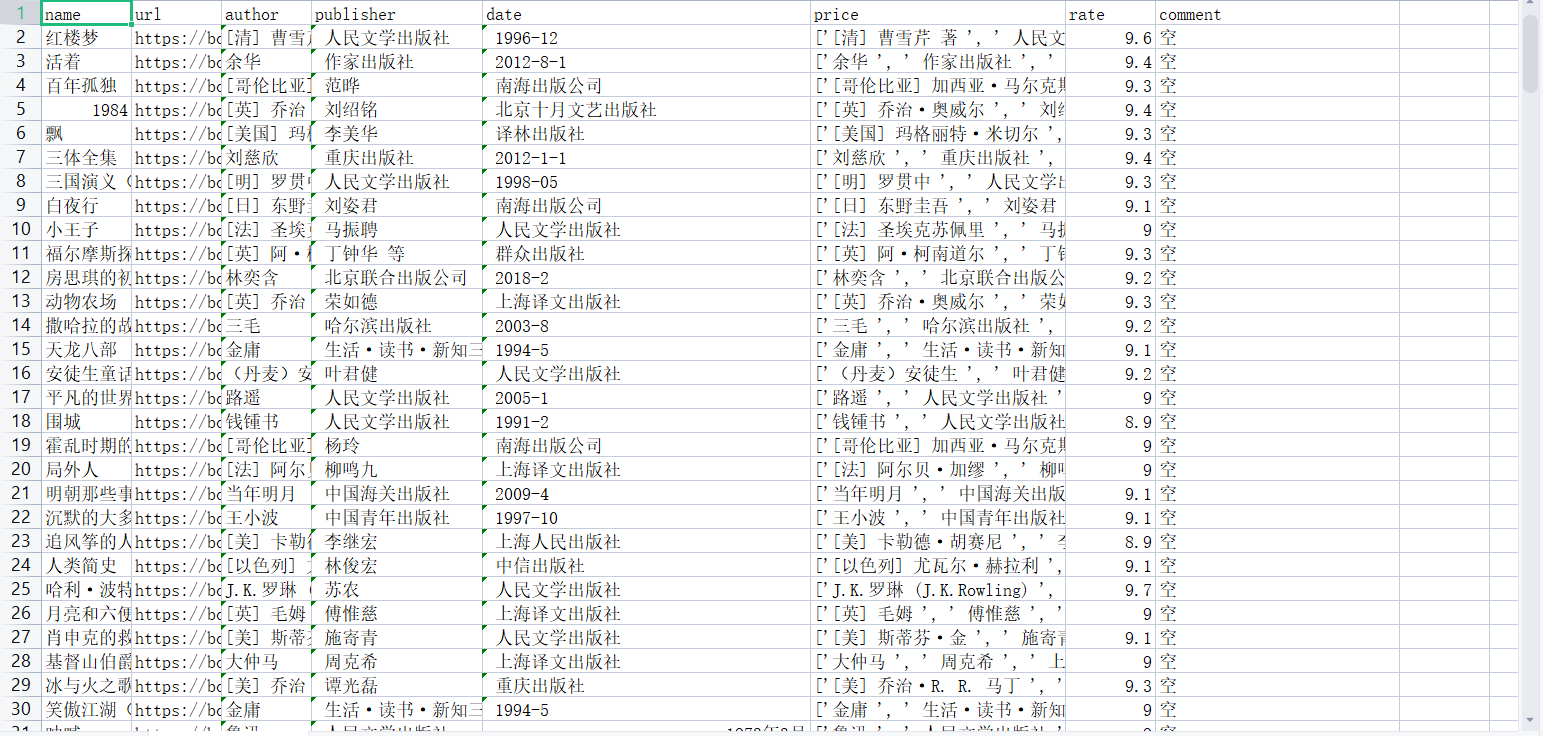 1 name url author publisher date price rate comment
2 红楼梦 https://bo [清] 曹雪 人民文学出版社 1996-12 ['[清] 曹雪芹 著 ', ' 人民文 9.6 空
3 活着 https://bo 余华 作家出版社 2012-8-1 ['余华 ', ' 作家出版社 ', ' 9.4 空
4 百年孤独 https://bo [哥伦比亚] 范晔 南海出版公司 ['[哥伦比亚] 加西亚·马尔克斯 9.3 空
5 1984 https://bo [英] 乔治 刘绍铭 北京十月文艺出版社 ['[英] 乔治·奥威尔 ', ' 刘绍 9.4 空
6 飘 https://bo [美国] 玛格 李美华 译林出版社 ['[美国] 玛格丽特·米切尔 ', 9.3 空
7 三体全集 https://bo 刘慈欣 重庆出版社 2012-1-1 ['刘慈欣 ', ' 重庆出版社 ', 9.4 空
8 三国演义（ https://bo [明] 罗贯中 人民文学出版社 1998-05 ['[明] 罗贯中 ', ' 人民文学出 9.3 空
9 白夜行 https://bo [日] 东野圭 刘姿君 南海出版公司 ['[日] 东野圭吾 ', ' 刘姿君 9.1 空
10 小王子 https://bo [法] 圣埃克 马振聘 人民文学出版社 ['[法] 圣埃克苏佩里 ', ' 马振 9 空
11 福尔摩斯探 https://bo [英] 阿·柯 丁钟华 等 群众出版社 ['[英] 阿·柯南道尔 ', ' 丁钟 9.3 空
12 房思琪的初 https://bo 林奕含 北京联合出版公司 2018-2 ['林奕含 ', ' 北京联合出版公 9.2 空
13 动物农场 https://bo [英] 乔治 荣如德 上海译文出版社 ['[英] 乔治·奥威尔 ', ' 荣如 9.3 空
14 撒哈拉的故 https://bo 三毛 哈尔滨出版社 2003-8 ['三毛 ', ' 哈尔滨出版社 ', 9.2 空
15 天龙八部 https://bo 金庸 生活·读书·新知三 1994-5 ['金庸 ', ' 生活·读书·新知 9.1 空
16 安徒生童话 https://bo （丹麦）安 叶君健 人民文学出版社 ['（丹麦）安徒生 ', ' 叶君健 9.2 空
17 平凡的世界 https://bo 路遥 人民文学出版社 2005-1 ['路遥 ', ' 人民文学出版社 ' 9 空
18 围城 https://bo 钱锺书 人民文学出版社 1991-2 ['钱锺书 ', ' 人民文学出版社 8.9 空
19 霍乱时期的 https://bo [哥伦比亚] 杨玲 南海出版公司 ['[哥伦比亚] 加西亚·马尔克斯 9 空
20 局外人 https://bo [法] 阿尔贝 柳鸣九 上海译文出版社 ['[法] 阿尔贝·加缪 ', ' 柳鸣 9 空
21 明朝那些事 https://bo 当年明月 中国海关出版社 2009-4 ['当年明月 ', ' 中国海关出版 9.1 空
22 沉默的大多 https://bo 王小波 中国青年出版社 1997-10 ['王小波 ', ' 中国青年出版社 9.1 空
23 追风筝的人 https://bo [美] 卡勒德 李继宏 上海人民出版社 ['[美] 卡勒德·胡赛尼 ', ' 李 8.9 空
24 人类简史 https://bo [以色列] 尤 林俊宏 中信出版社 ['[以色列] 尤瓦尔·赫拉利 ', 9.1 空
25 哈利·波特 https://bo J.K.罗琳 ( 苏农 人民文学出版社 ['J.K.罗琳 (J.K.Rowling) ', 9.7 空
26 月亮和六便 https://bo [英] 毛姆 傅惟慈 上海译文出版社 ['[英] 毛姆 ', ' 傅惟慈 ', ' 9 空
27 肖申克的救 https://bo [美] 斯蒂芬 施寄青 人民文学出版社 ['[美] 斯蒂芬·金 ', ' 施寄青 9.1 空
28 基督山伯爵 https://bo 大仲马 周克希 上海译文出版社 ['大仲马 ', ' 周克希 ', ' 上 9 空
29 冰与火之歌 https://bo [美] 乔治 谭光磊 重庆出版社 ['[美] 乔治·R. R. 马丁 ', ' 9.3 空
30 笑傲江湖（ https://bo 金庸 生活·读书·新知三 1994-5 ['金庸 ', ' 生活·读书·新知 9 空